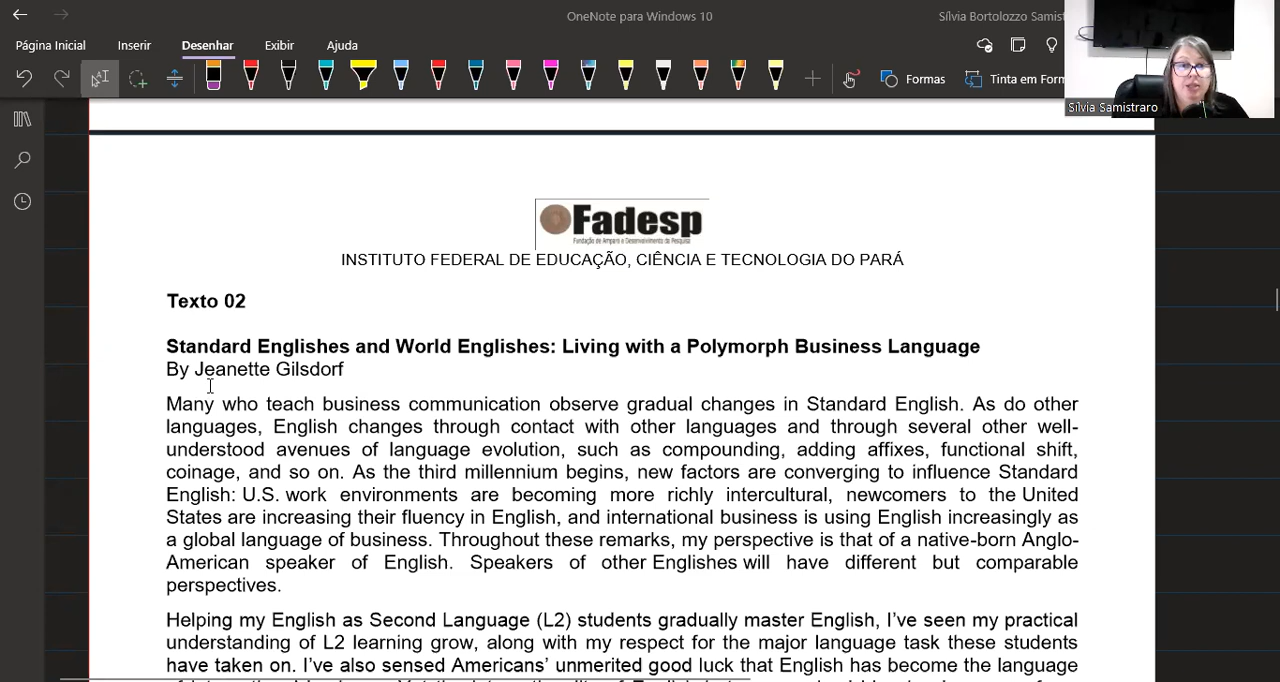 OneNote para Windows 10
Sílvia Bortolozzo Samist
Página Inicial Inserir Desenhar Exibir Ajuda
Formas Tinta em Form
Sílvia Samistraro
Fadesp
Fundação de Amparo e Desenvolvimento da Pesquisa
INSTITUTO FEDERAL DE EDUCAÇÃO, CIÊNCIA E TECNOLOGIA DO PARÁ
Texto 02
Standard Englishes and World Englishes: Living with a Polymorph Business Language
By Jeanette Gilsdorf
Many who teach business communication observe gradual changes in Standard English. As do other
languages, English changes through contact with other languages and through several other well-
understood avenues of language evolution, such as compounding, adding affixes, functional shift,
coinage, and so on. As the third millennium begins, new factors are converging to influence Standard
English: U.S. work environments are becoming more richly intercultural, newcomers to the United
States are increasing their fluency in English, and international business is using English increasingly as
a global language of business. Throughout these remarks, my perspective is that of a native-born Anglo-
American speaker of English. Speakers of other Englishes will have different but comparable
perspectives.
Helping my English as Second Language (L2) students gradually master English, I've seen my practical
understanding of L2 learning grow, along with my respect for the major language task these students
have taken on. I've also sensed Americans' unmerited good luck that English has become the language